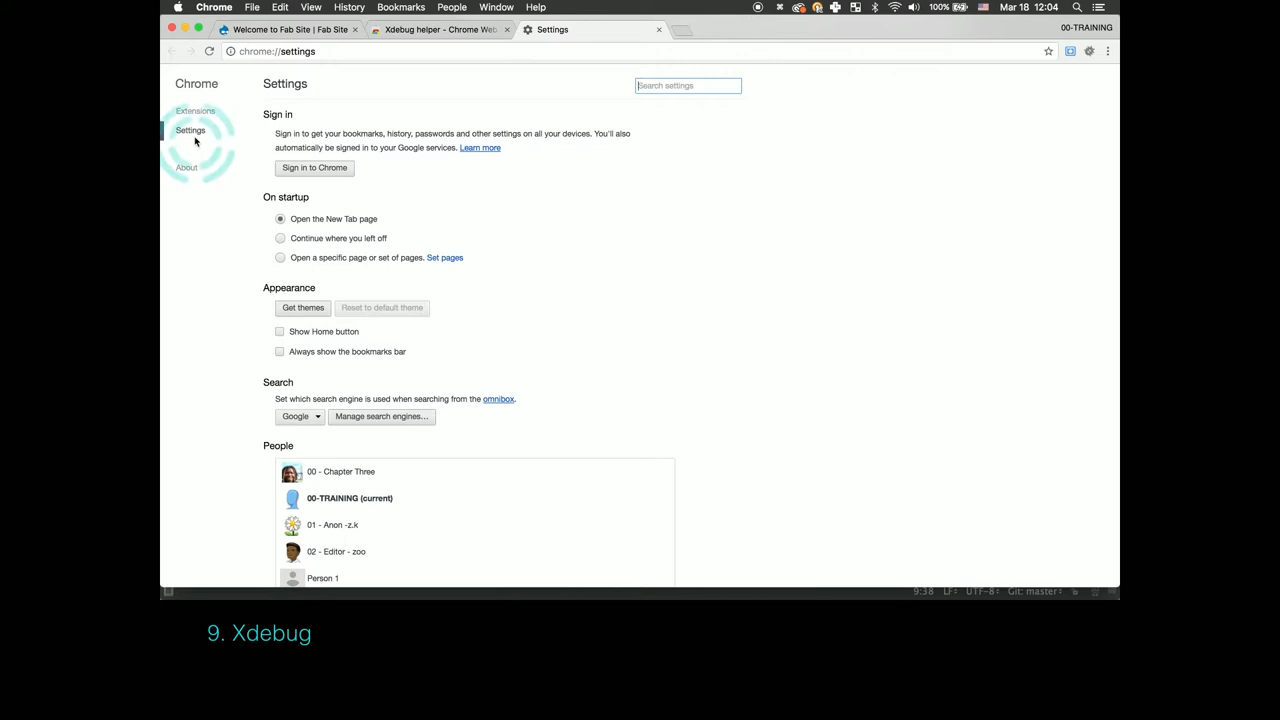 Chrome File Edit View History Bookmarks People Window Help 100% Mar 18 12:04
Welcome to Fab Site | Fab Site × Xdebug helper - Chrome Web × Settings × 00-TRAINING
chrome://settings
Chrome
Settings
Search settings
Extensions
Settings
About
Sign in
Sign in to get your bookmarks, history, passwords and other settings on all your devices. You'll also
automatically be signed in to your Google services. Learn more
Sign in to Chrome
On startup
Open the New Tab page
Continue where you left off
Open a specific page or set of pages. Set pages
Appearance
Get themes Reset to default theme
Show Home button
Always show the bookmarks bar
Search
Set which search engine is used when searching from the omnibox.
Google Manage search engines...
People
00 - Chapter Three
00-TRAINING (current)
01 - Anon -z.k
02 - Editor - zoo
Person 1
9:38 LF÷ UTF-8÷ Git: master÷
9. Xdebug